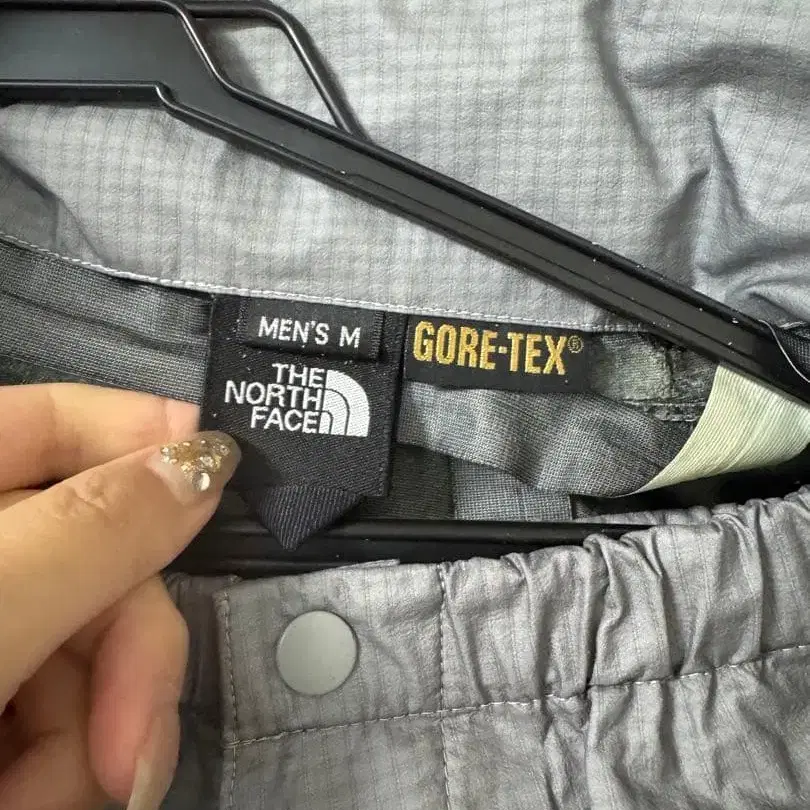 MEN'S M
THE
NORTH
FACE
GORE-TEX®